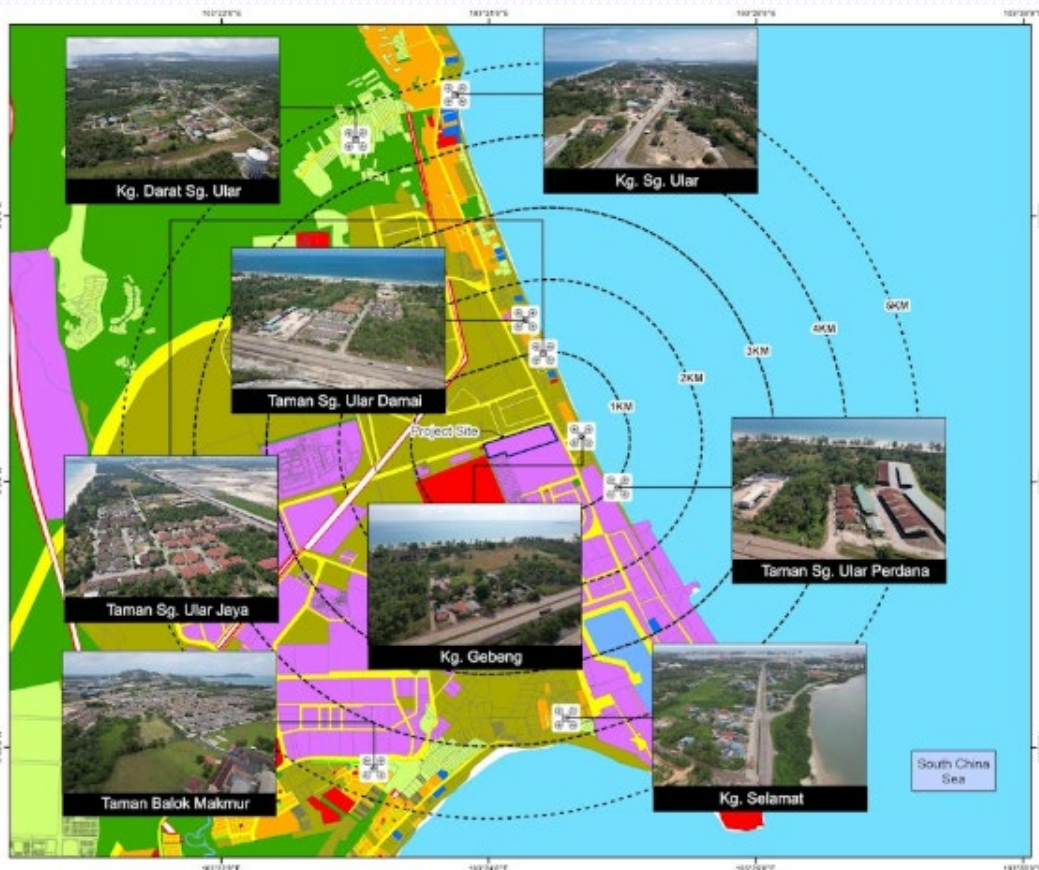 Kg. Darat Sg. Ular
Kg. Sg. Ular
Taman Sg. Ular Damai
5KM
4KM
3KM
2KM
1KM
Project Site
Taman Sg. Ular Jaya
Kg. Gebeng
Taman Sg. Ular Perdana
Taman Balok Makmur
Kg. Selamat
South China
Sea